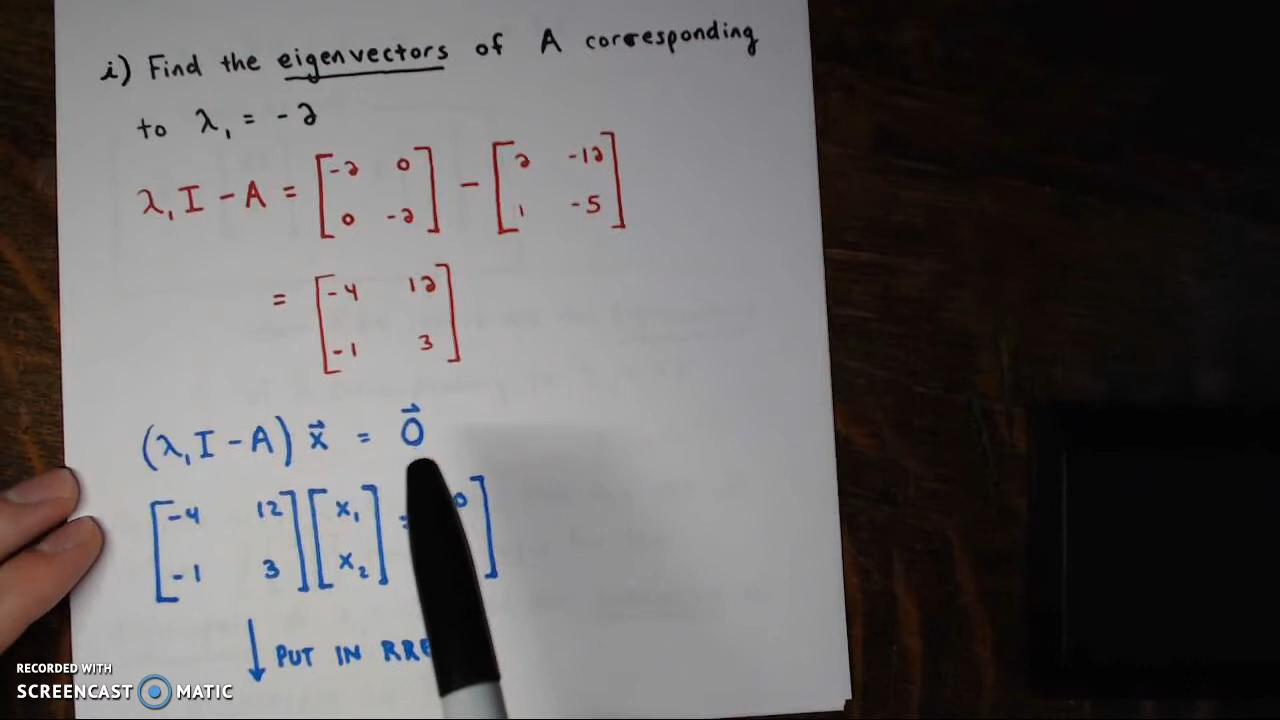 i) Find the eigenvectors of A corresponding
to λ₁ = -2
λ₁I - A = [-2 0; 0 -2] - [2 -12; 1 -5]
= [-4 12; -1 3]
(λ₁I - A) x⃗ = 0⃗
[-4 12; -1 3] [x₁; x₂] = [0
↓ PUT IN
RECORDED WITH
SCREENCAST MATIC